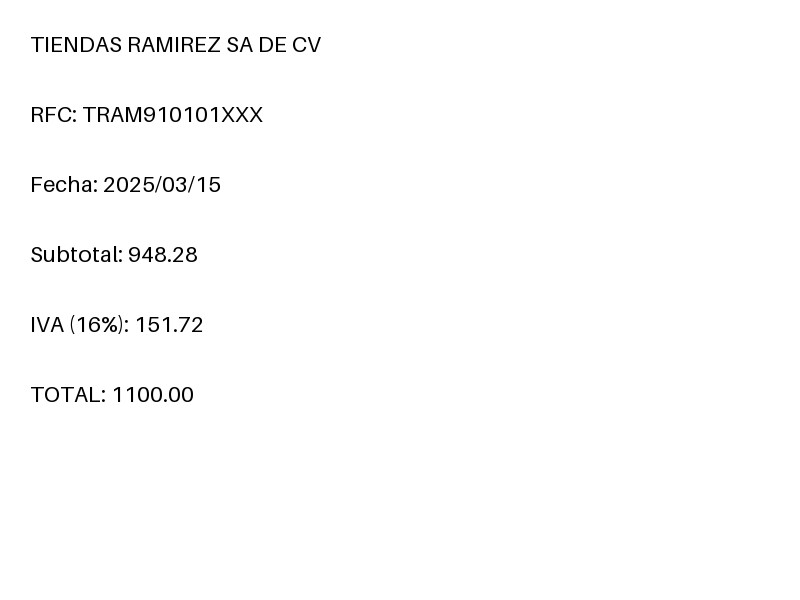 TIENDAS RAMIREZ SA DE CV
RFC: TRAM910101XXX
Fecha: 2025/03/15
Subtotal: 948.28
IVA (16%): 151.72
TOTAL: 1100.00